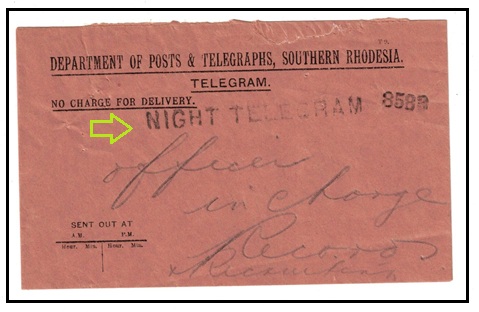 DEPARTMENT OF POSTS & TELEGRAPHS, SOUTHERN RHODESIA.
TELEGRAM.
NO CHARGE FOR DELIVERY.
NIGHT TELEGRAM
officer
in charge
Records
SENT OUT AT
A.M. P.M.
Hour. Min. Hour. Min.